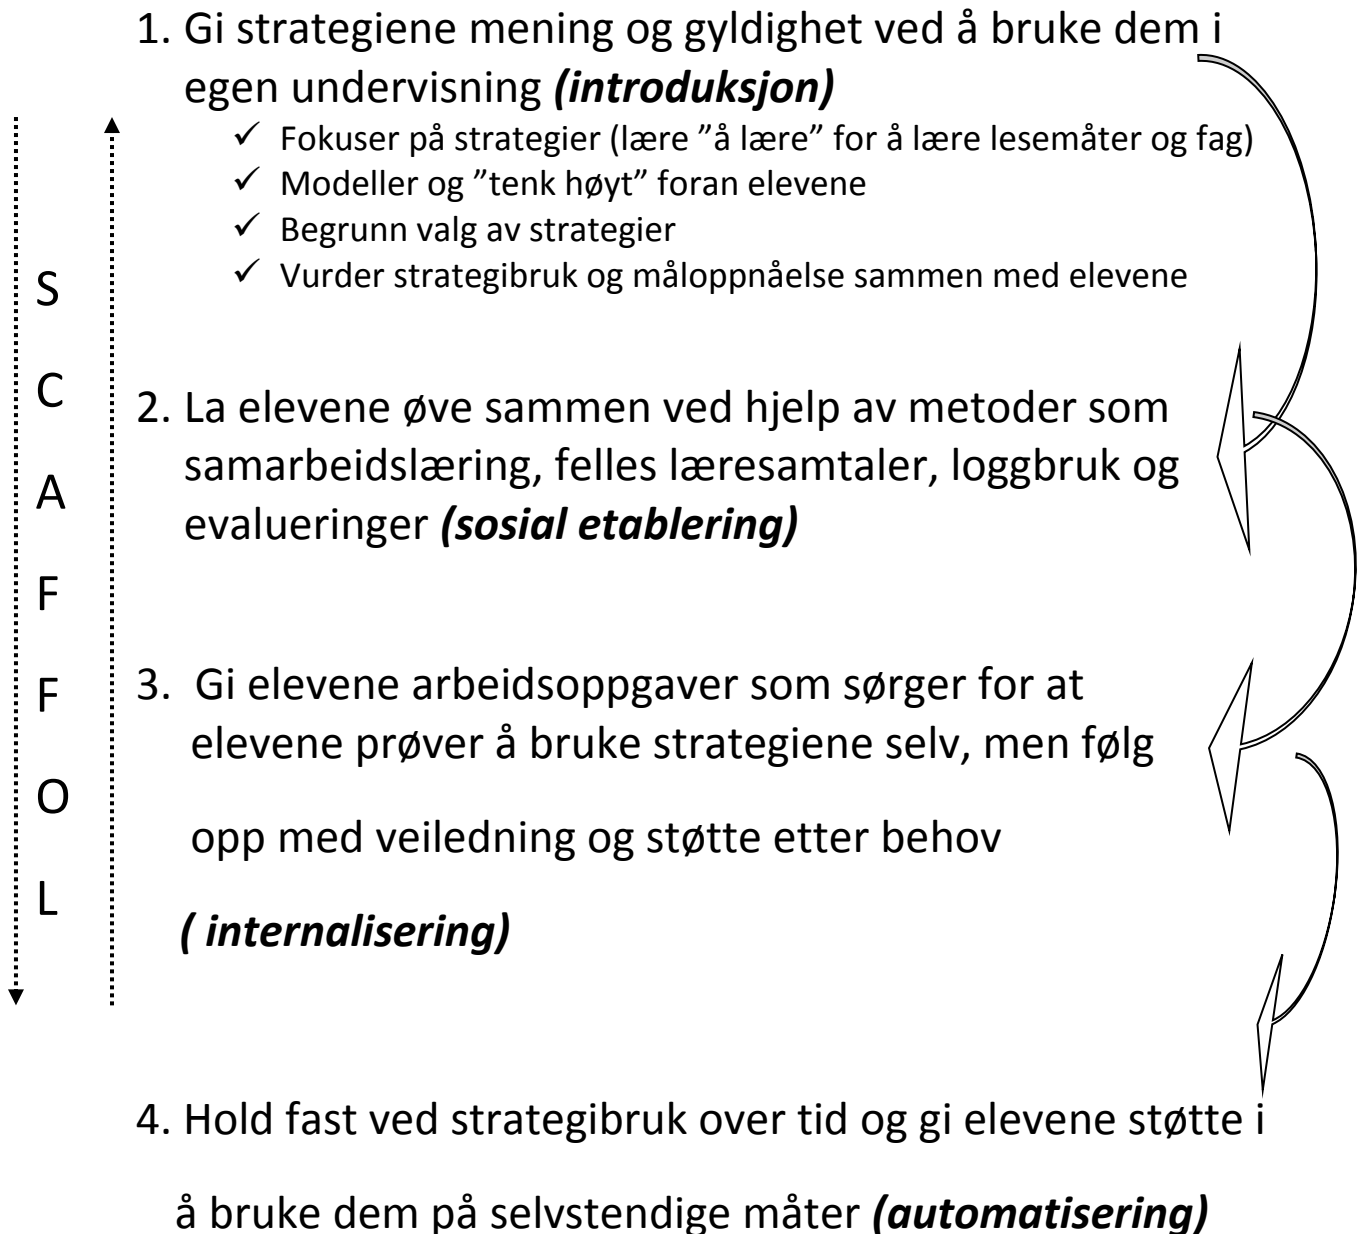 1. Gi strategiene mening og gyldighet ved å bruke dem i
egen undervisning (introduksjon)
✓ Fokuser på strategier (lære ”å lære” for å lære lesemåter og fag)
✓ Modeller og ”tenk høyt” foran elevene
✓ Begrunn valg av strategier
✓ Vurder strategibruk og måloppnåelse sammen med elevene
2. La elevene øve sammen ved hjelp av metoder som
samarbeidslæring, felles læresamtaler, loggbruk og
evalueringer (sosial etablering)
3. Gi elevene arbeidsoppgaver som sørger for at
elevene prøver å bruke strategiene selv, men følg
opp med veiledning og støtte etter behov
( internalisering)
4. Hold fast ved strategibruk over tid og gi elevene støtte i
å bruke dem på selvstendige måter (automatisering)
S
C
A
F
F
O
L